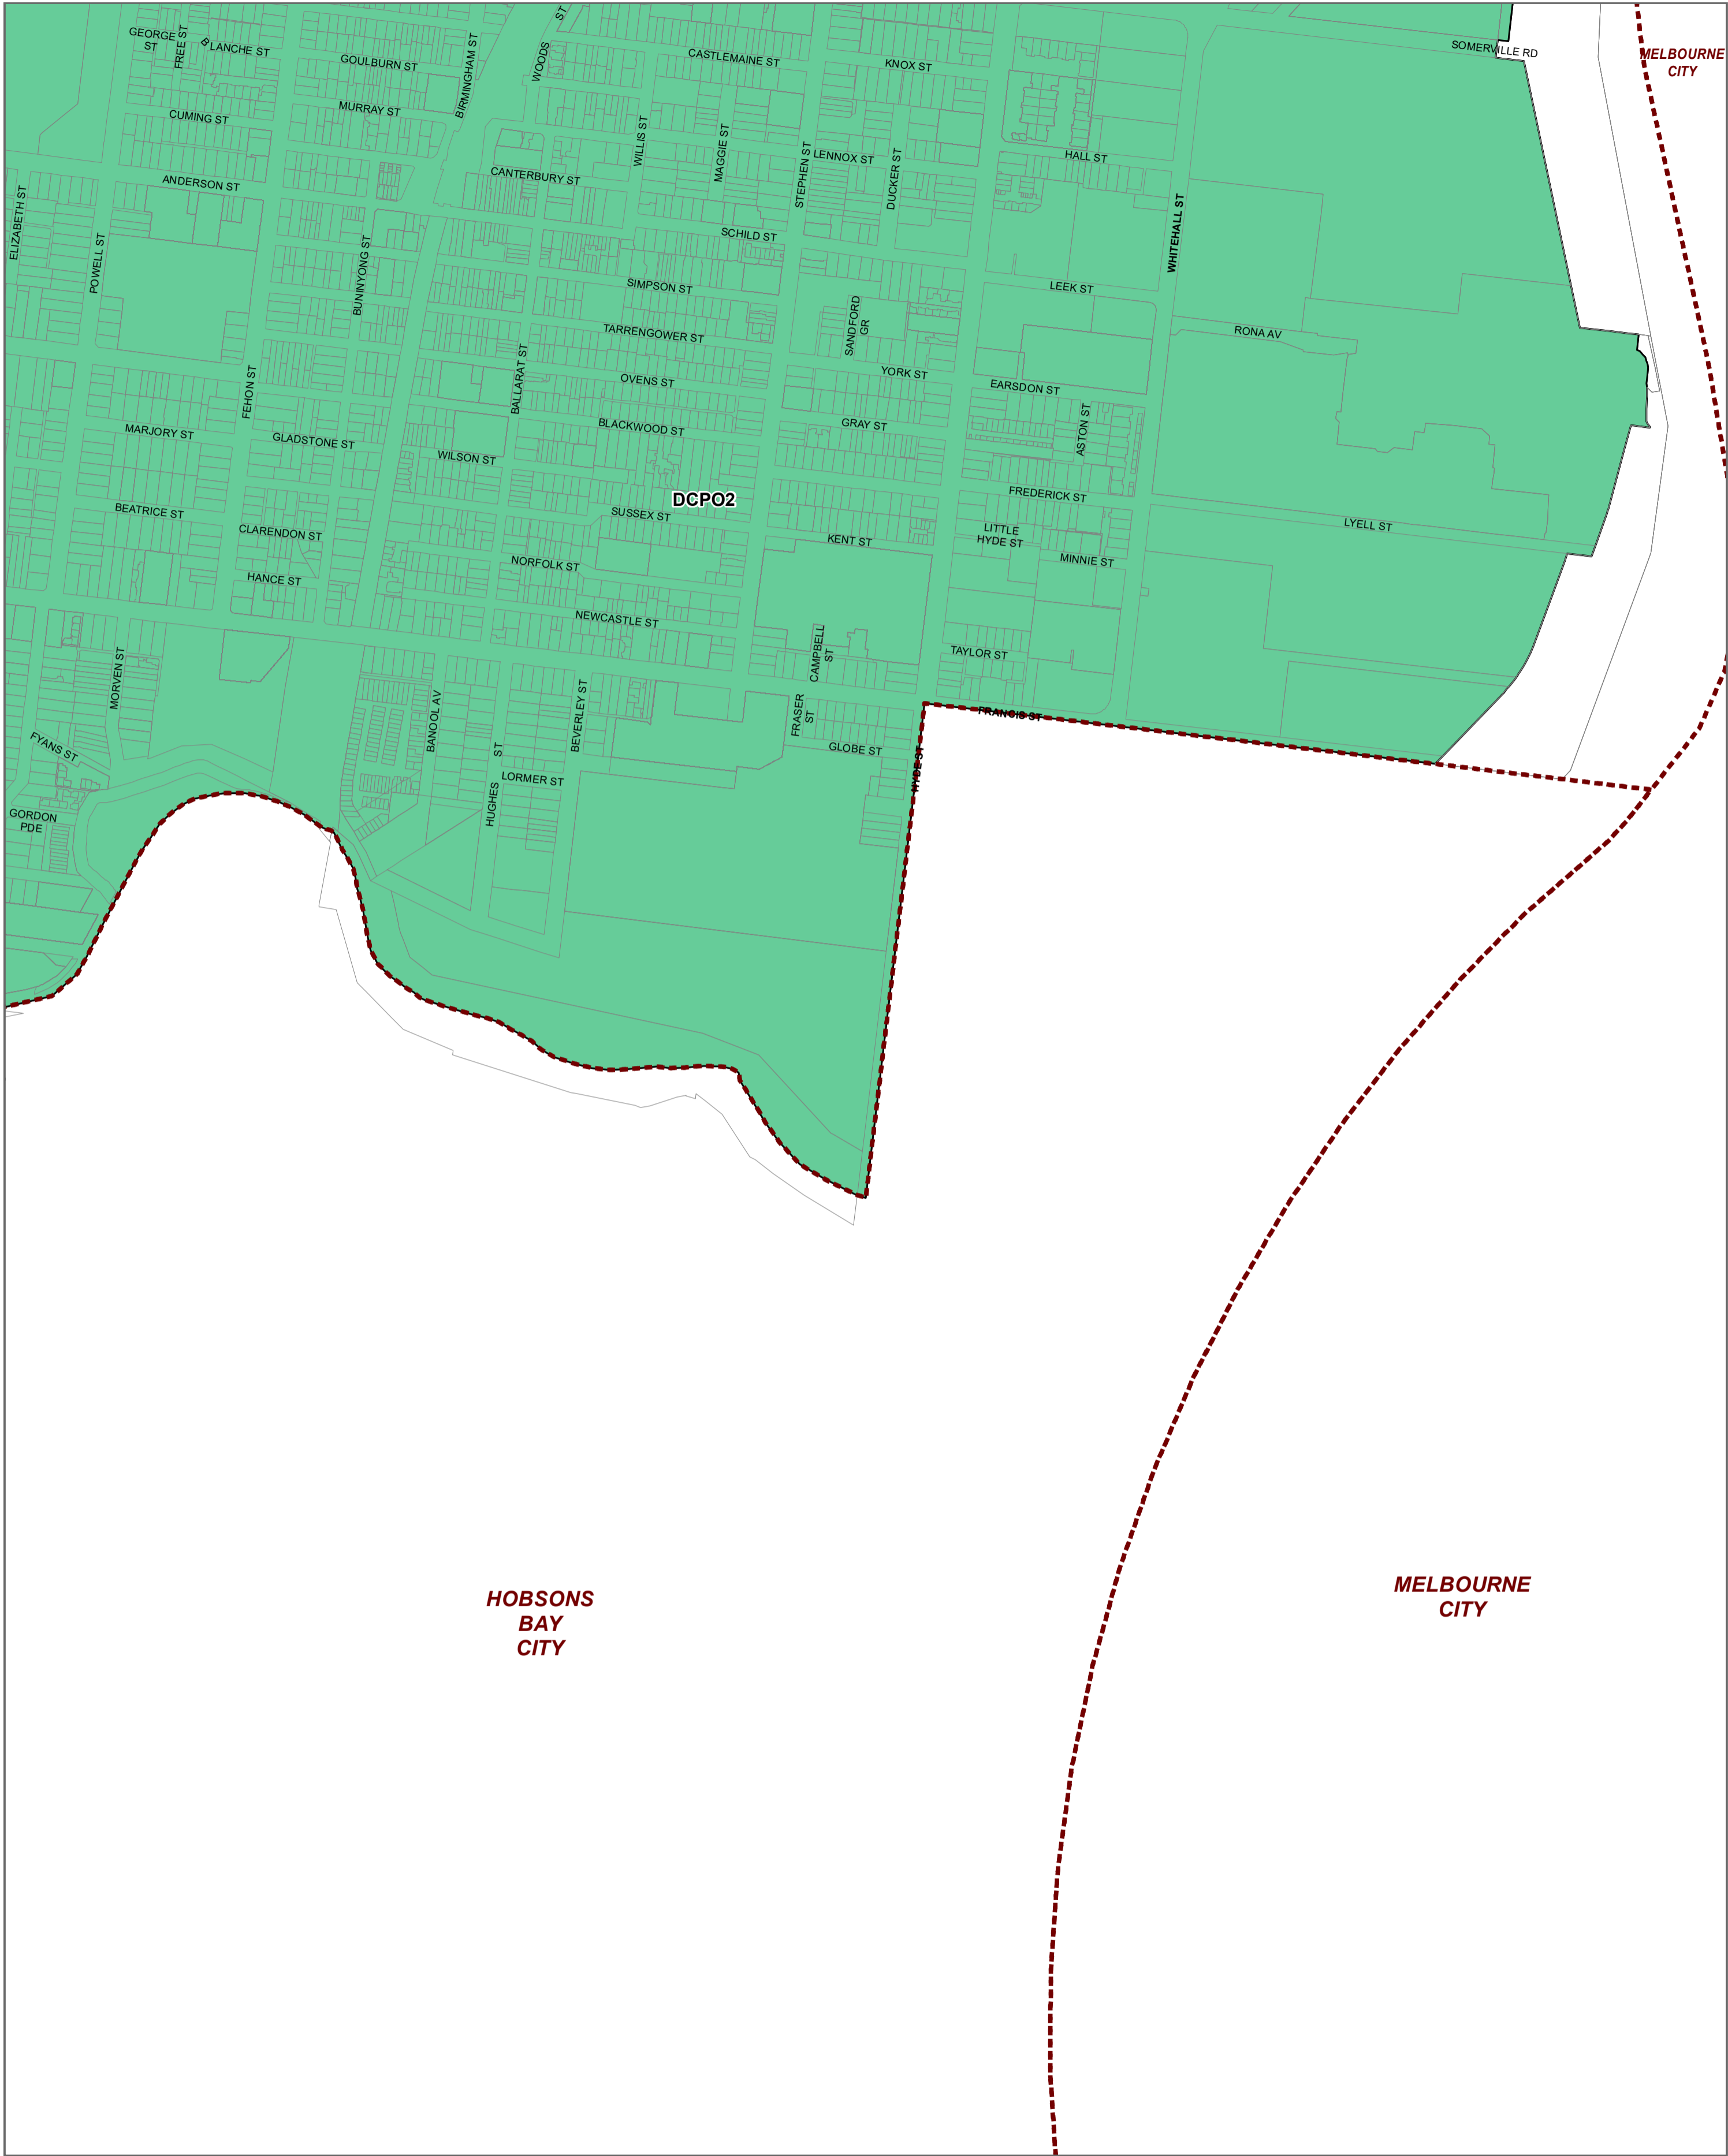 GEORGE
ST
FREE ST
BLANCHE ST
GOULBURN ST
BIRMINGHAM ST
WOODS
ST
CASTLEMAINE ST
KNOX ST
SOMERVILLE RD
MELBOURNE
CITY
CUMING ST
MURRAY ST
WILLIS ST
MAGGIE ST
STEPHEN ST
LENNOX ST
DUCKER ST
HALL ST
ANDERSON ST
CANTERBURY ST
ELIZABETH ST
POWELL ST
BUNINYONG ST
SCHILD ST
WHITEHALL ST
SIMPSON ST
LEEK ST
TARRENGOWER ST
SANDFORD
GR
RONA AV
FEHON ST
BALLARAT ST
OVENS ST
YORK ST
EARSDON ST
MARJORY ST
GLADSTONE ST
BLACKWOOD ST
GRAY ST
ASTON ST
WILSON ST
DCPO2
FREDERICK ST
BEATRICE ST
SUSSEX ST
LYELL ST
CLARENDON ST
KENT ST
LITTLE
HYDE ST
MINNIE ST
NORFOLK ST
HANCE ST
NEWCASTLE ST
MORVEN ST
CAMPBELL
ST
TAYLOR ST
BANOOL AV
BEVERLEY ST
FRASER
ST
FRANCIS ST
FYANS ST
GLOBE ST
HYDE ST
HUGHES
ST
LORMER ST
GORDON
PDE
HOBSONS
BAY
CITY
MELBOURNE
CITY